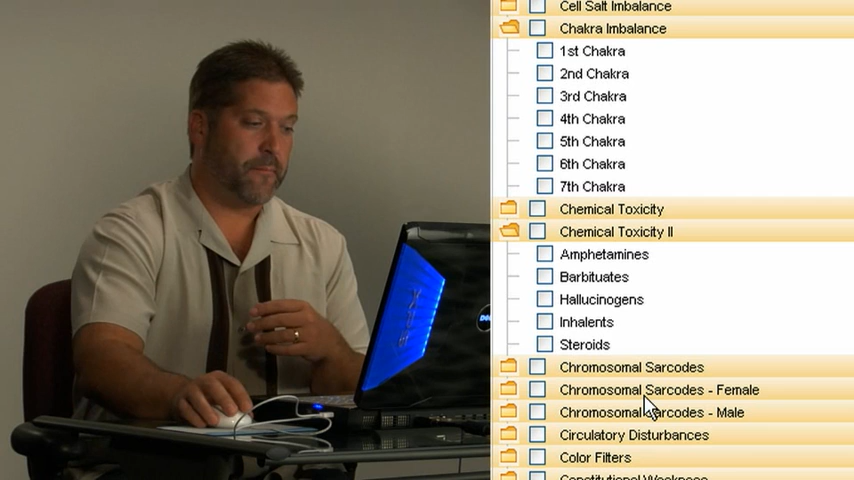 Cell Salt Imbalance
Chakra Imbalance
1st Chakra
2nd Chakra
3rd Chakra
4th Chakra
5th Chakra
6th Chakra
7th Chakra
Chemical Toxicity
Chemical Toxicity II
Amphetamines
Barbituates
Hallucinogens
Inhalents
Steroids
Chromosomal Sarcodes
Chromosomal Sarcodes - Female
Chromosomal Sarcodes - Male
Circulatory Disturbances
Color Filters
Constitutional Weakness